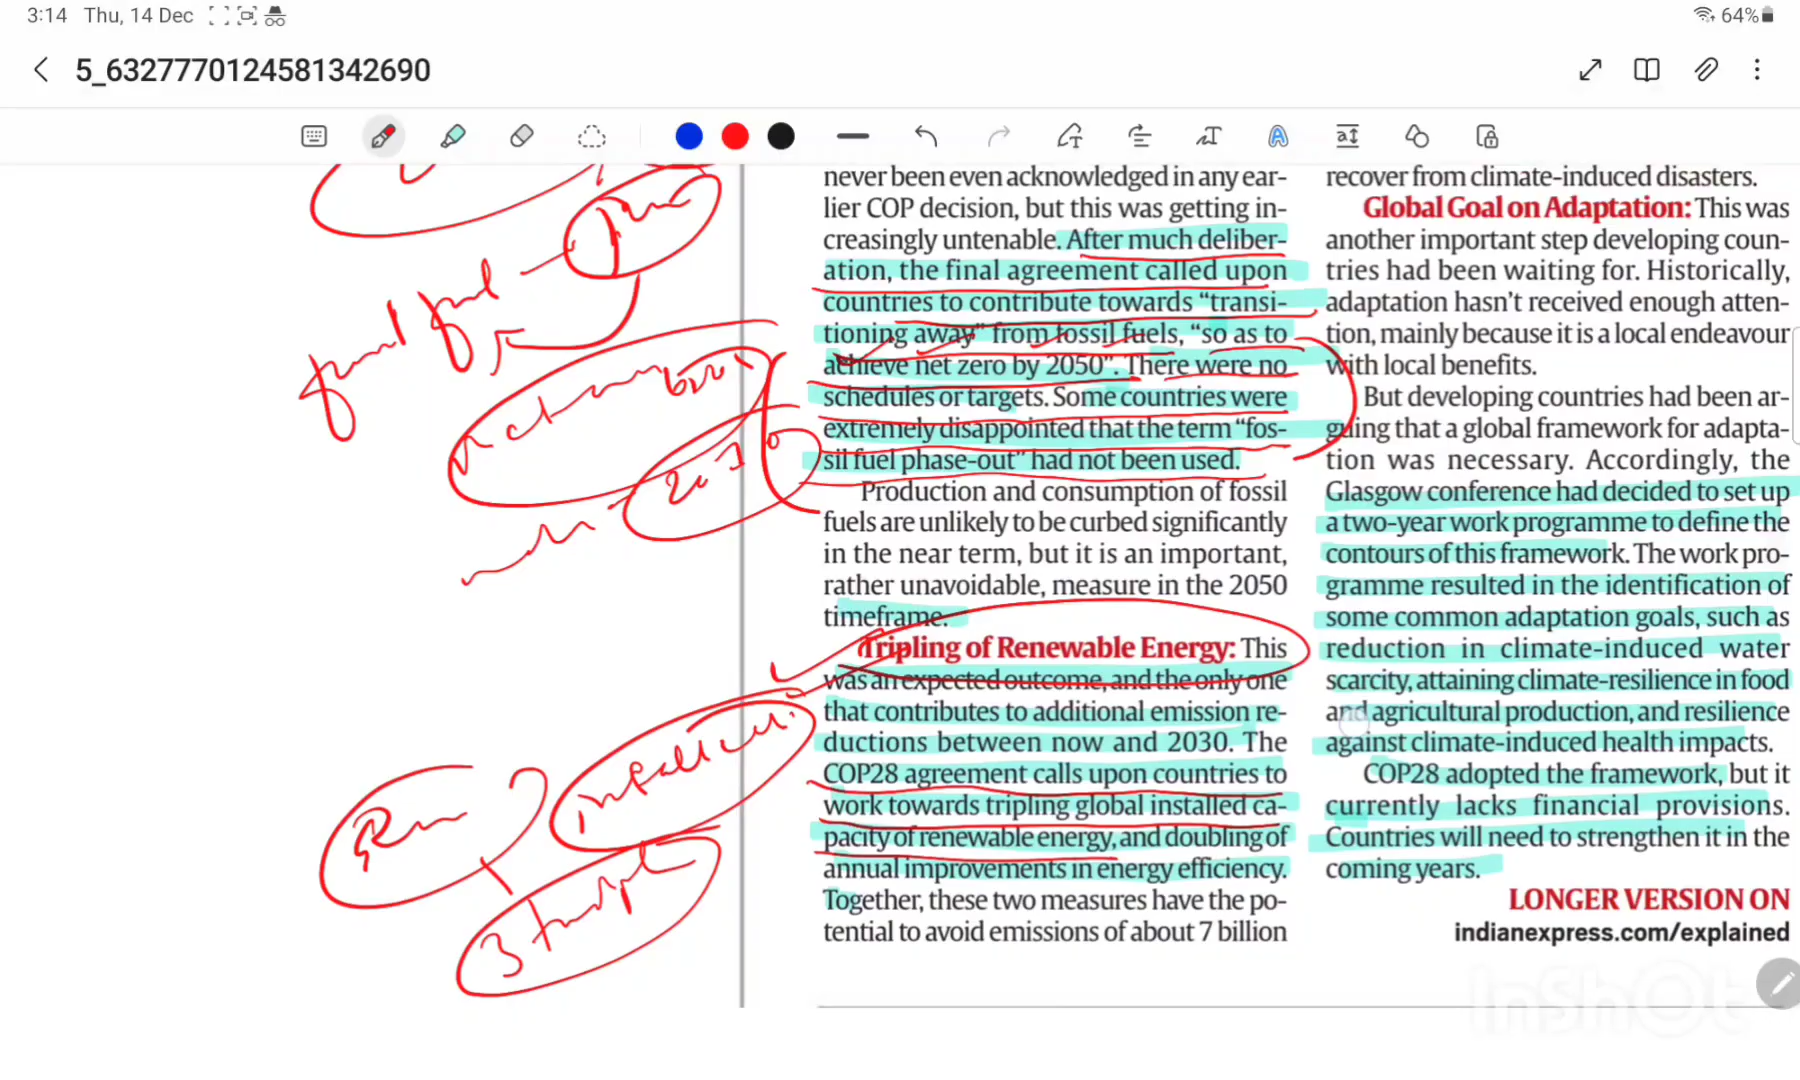 3:14 Thu, 14 Dec
64%
5_6327770124581342690
never been even acknowledged in any ear-
lier COP decision, but this was getting in-
creasingly untenable. After much deliber-
ation, the final agreement called upon
countries to contribute towards “transi-
tioning away” from fossil fuels, “so as to
achieve net zero by 2050”. There were no
schedules or targets. Some countries were
extremely disappointed that the term “fos-
sil fuel phase-out” had not been used.
Production and consumption of fossil
fuels are unlikely to be curbed significantly
in the near term, but it is an important,
rather unavoidable, measure in the 2050
timeframe.
Tripling of Renewable Energy: This
was an expected outcome, and the only one
that contributes to additional emission re-
ductions between now and 2030. The
COP28 agreement calls upon countries to
work towards tripling global installed ca-
pacity of renewable energy, and doubling of
annual improvements in energy efficiency.
Together, these two measures have the po-
tential to avoid emissions of about 7 billion
recover from climate-induced disasters.
Global Goal on Adaptation: This was
another important step developing coun-
tries had been waiting for. Historically,
adaptation hasn’t received enough atten-
tion, mainly because it is a local endeavour
with local benefits.
But developing countries had been ar-
guing that a global framework for adapta-
tion was necessary. Accordingly, the
Glasgow conference had decided to set up
a two-year work programme to define the
contours of this framework. The work pro-
gramme resulted in the identification of
some common adaptation goals, such as
reduction in climate-induced water
scarcity, attaining climate-resilience in food
and agricultural production, and resilience
against climate-induced health impacts.
COP28 adopted the framework, but it
currently lacks financial provisions.
Countries will need to strengthen it in the
coming years.
LONGER VERSION ON
indianexpress.com/explained
2030
3
InShOt